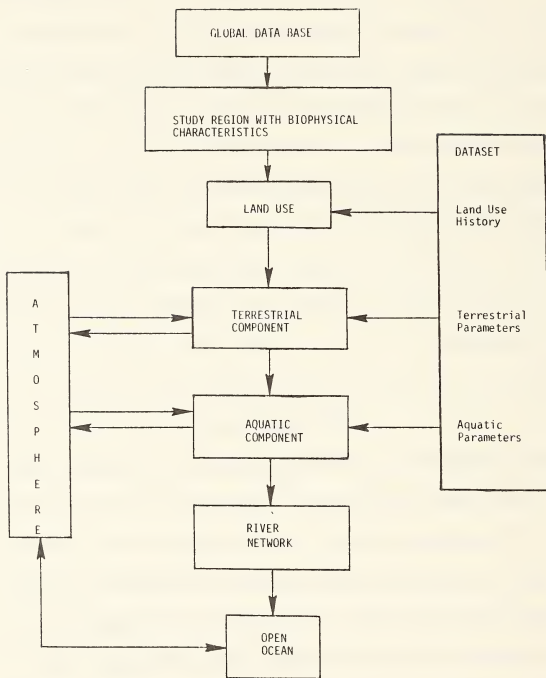 GLOBAL DATA BASE
STUDY REGION WITH BIOPHYSICAL
CHARACTERISTICS
DATASET
LAND USE
Land Use
History
A
T
M
O
S
P
H
E
R
E
TERRESTRIAL
COMPONENT
Terrestrial
Parameters
AQUATIC
COMPONENT
Aquatic
Parameters
RIVER
NETWORK
OPEN
OCEAN